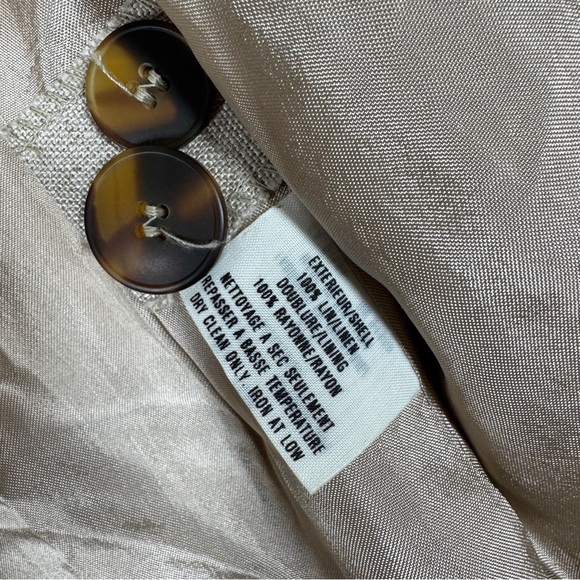 EXTERIEUR/SHELL
100% LIN/LINEN
DOUBLURE/LINING
100% RAYONNE/RAYON
NETTOYAGE A SEC SEULEMENT
REPASSER A BASSE TEMPERATURE
DRY CLEAN ONLY. IRON AT LOW